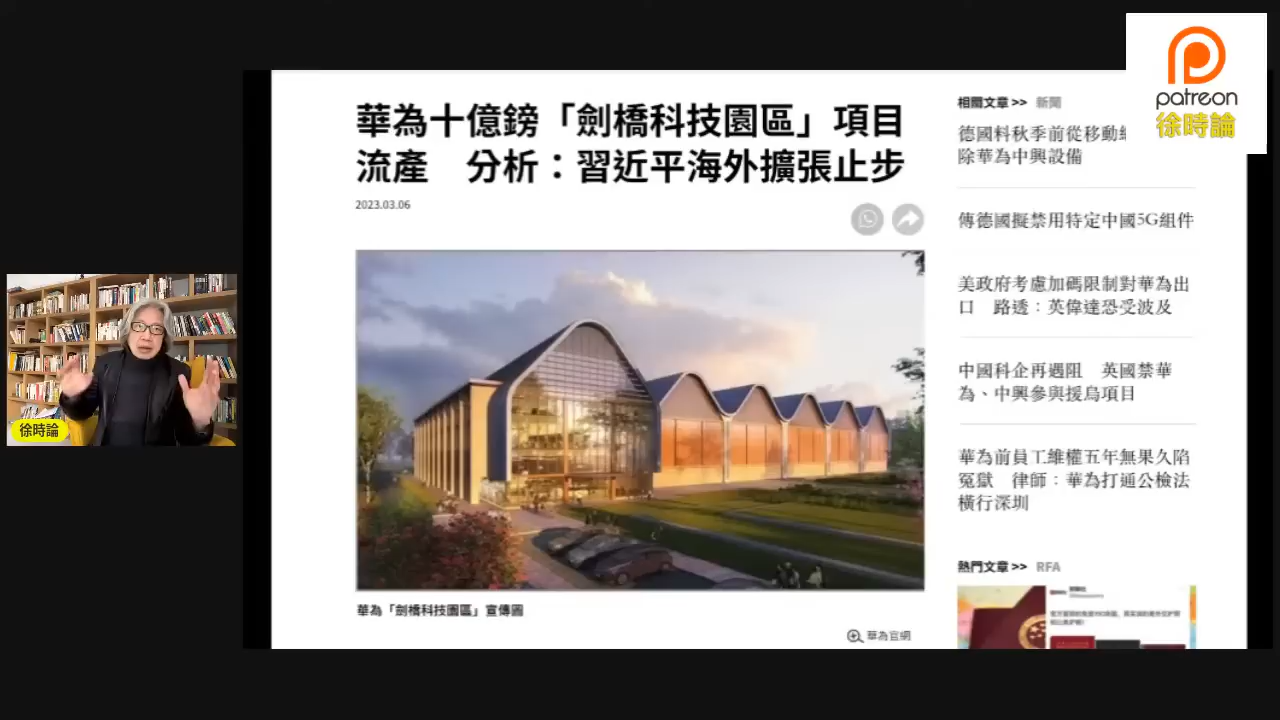 華為十億鎊「劍橋科技園區」項目
流產　分析：習近平海外擴張止步
2023.03.06
華為「劍橋科技園區」宣傳圖
華為官網
相關文章 >> 新聞
德國料秋季前從移動
除華為中興設備
傳德國擬禁用特定中國5G組件
美政府考慮加碼限制對華為出
口　路透：英偉達恐受波及
中國科企再遇阻　英國禁華
為、中興參與援烏項目
華為前員工維權五年無果久陷
冤獄　律師：華為打通公檢法
橫行深圳
熱門文章 >> RFA
patreon
徐時論
徐時論